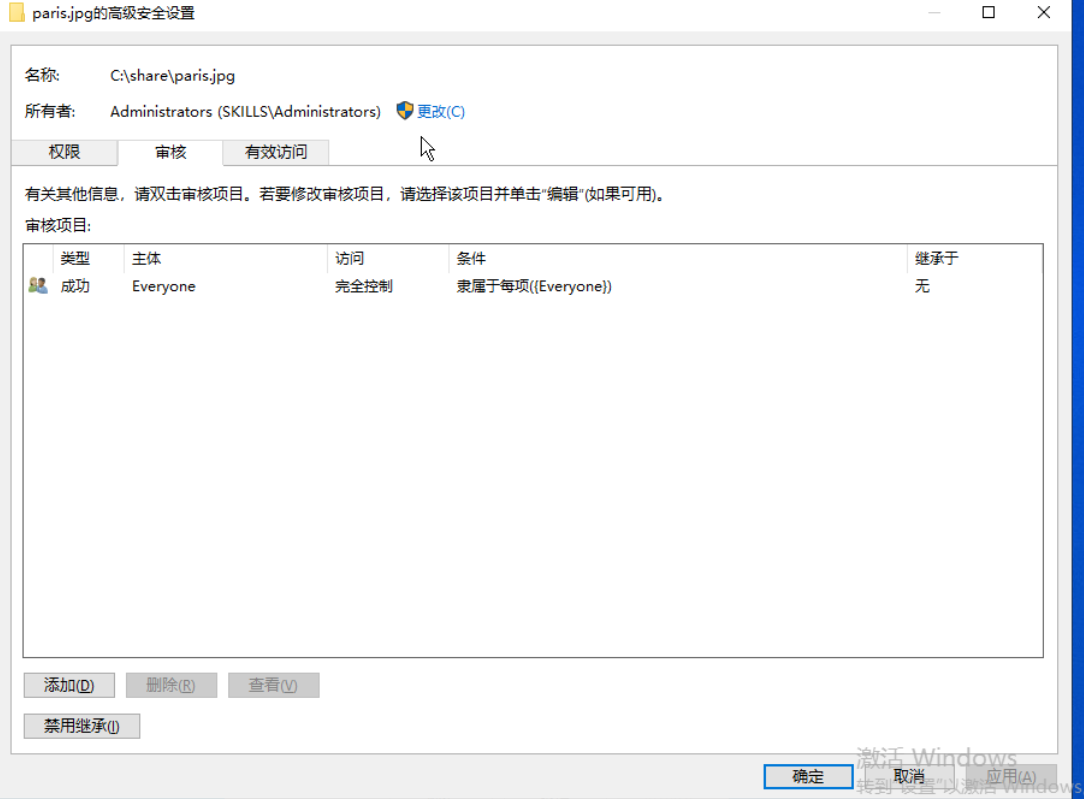 paris.jpg的高级安全设置
名称: C:\share\paris.jpg
所有者: Administrators (SKILLS\Administrators) 更改(C)
权限 审核 有效访问
有关其他信息，请双击审核项目。若要修改审核项目，请选择该项目并单击“编辑”(如果可用)。
审核项目:
类型 主体 访问 条件 继承于
成功 Everyone 完全控制 隶属于每项({Everyone}) 无
添加(D) 删除(R) 查看(V)
禁用继承(I)
激活 Windows
确定 取消 应用(A)
转到“设置”以激活 Windows